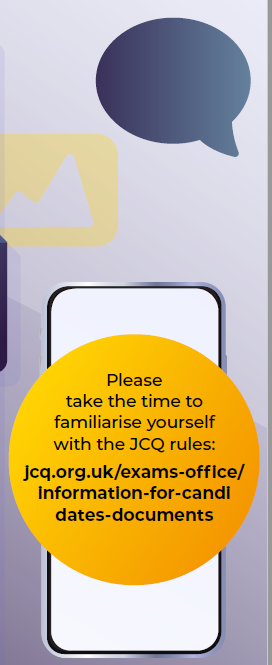 Please
take the time to
familiarise yourself
with the JCQ rules:
jcq.org.uk/exams-office/
information-for-candi
dates-documents